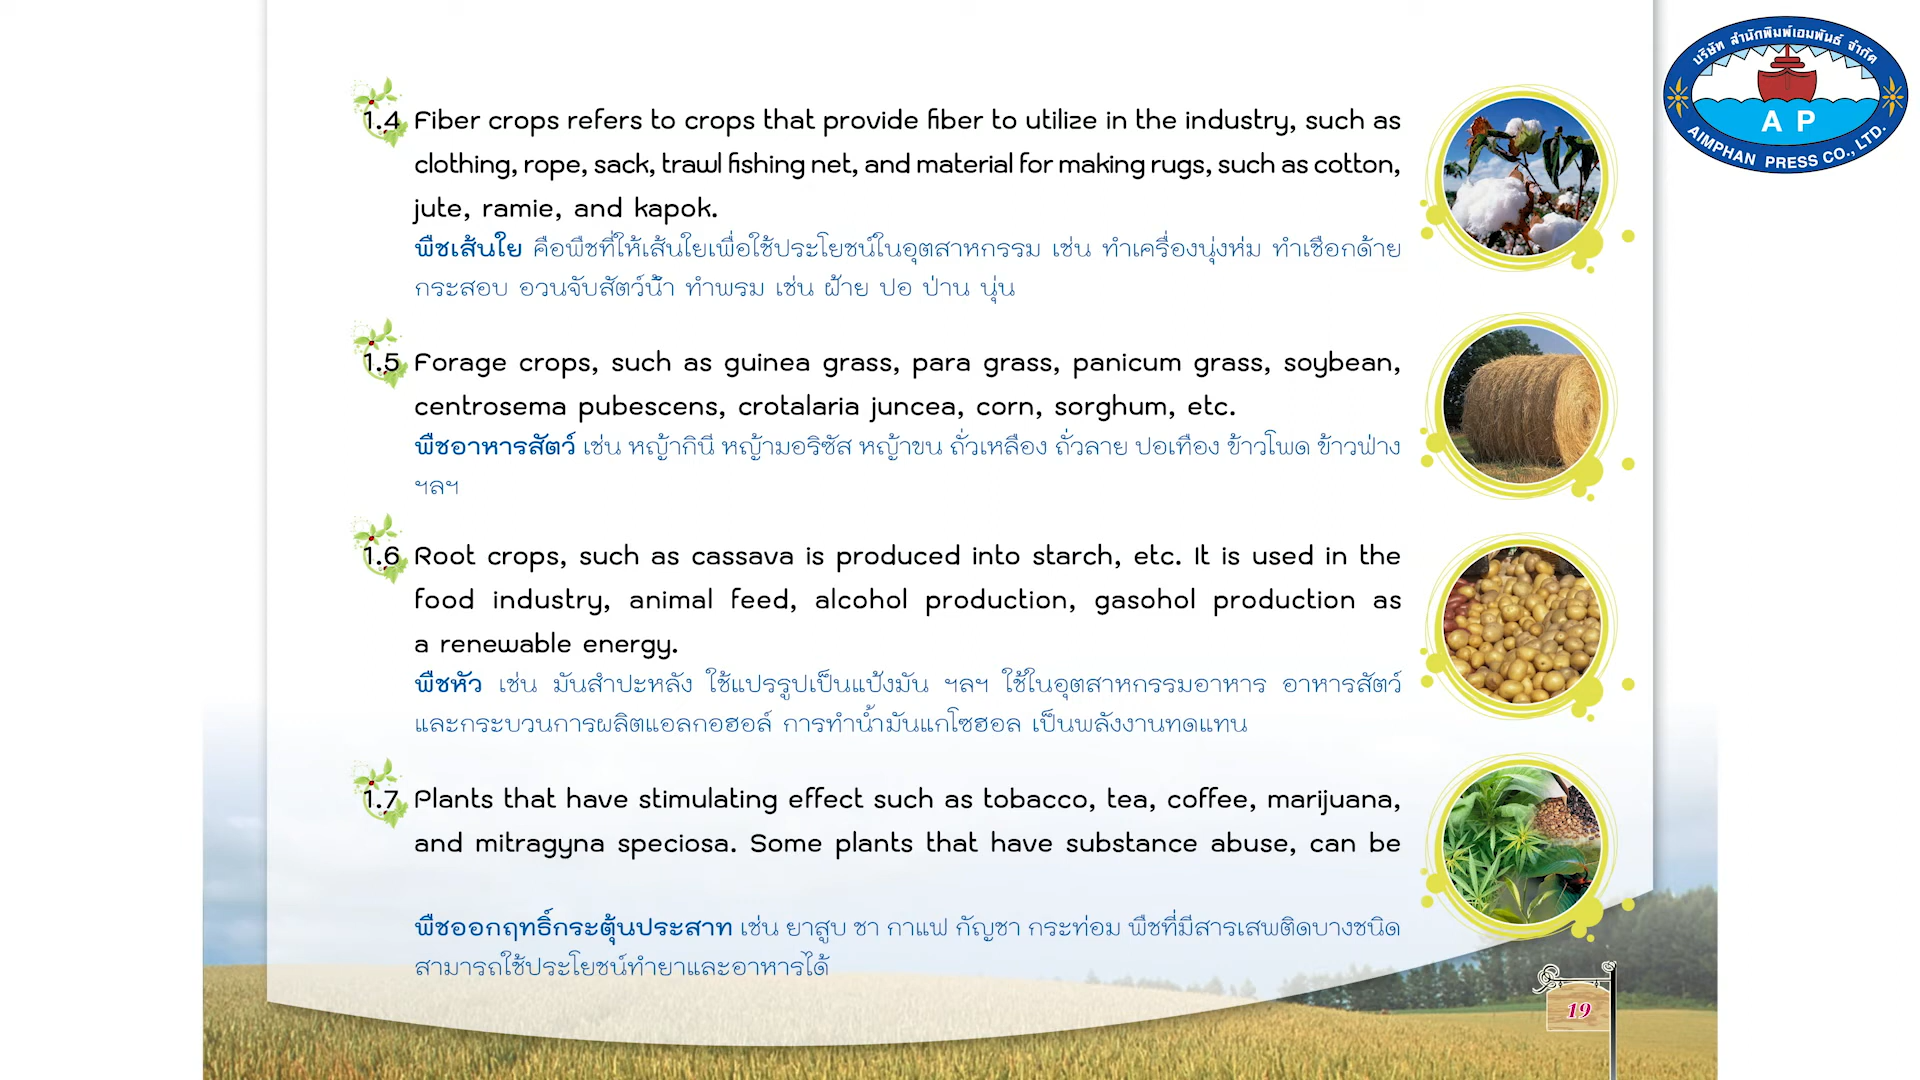 บริษัท สำนักพิมพ์เอมพันธ์ จำกัด
A P
AIMPHAN PRESS CO., LTD.
1.4 Fiber crops refers to crops that provide fiber to utilize in the industry, such as
clothing, rope, sack, trawl fishing net, and material for making rugs, such as cotton,
jute, ramie, and kapok.
พืชเส้นใย คือพืชที่ให้เส้นใยเพื่อใช้ประโยชน์ในอุตสาหกรรม เช่น ทำเครื่องนุ่งห่ม ทำเชือกด้าย
กระสอบ อวนจับสัตว์น้ำ ทำพรม เช่น ฝ้าย ปอ ป่าน นุ่น
1.5 Forage crops, such as guinea grass, para grass, panicum grass, soybean,
centrosema pubescens, crotalaria juncea, corn, sorghum, etc.
พืชอาหารสัตว์ เช่น หญ้ากินี หญ้ามอริชัส หญ้าขน ถั่วเหลือง ถั่วลาย ปอเทือง ข้าวโพด ข้าวฟ่าง
ฯลฯ
1.6 Root crops, such as cassava is produced into starch, etc. It is used in the
food industry, animal feed, alcohol production, gasohol production as
a renewable energy.
พืชหัว เช่น มันสำปะหลัง ใช้แปรรูปเป็นแป้งมัน ฯลฯ ใช้ในอุตสาหกรรมอาหาร อาหารสัตว์
และกระบวนการผลิตแอลกอฮอล์ การทำน้ำมันแกโซฮอล เป็นพลังงานทดแทน
1.7 Plants that have stimulating effect such as tobacco, tea, coffee, marijuana,
and mitragyna speciosa. Some plants that have substance abuse, can be
พืชออกฤทธิ์กระตุ้นประสาท เช่น ยาสูบ ชา กาแฟ กัญชา กระท่อม พืชที่มีสารเสพติดบางชนิด
สามารถใช้ประโยชน์ทำยาและอาหารได้
19